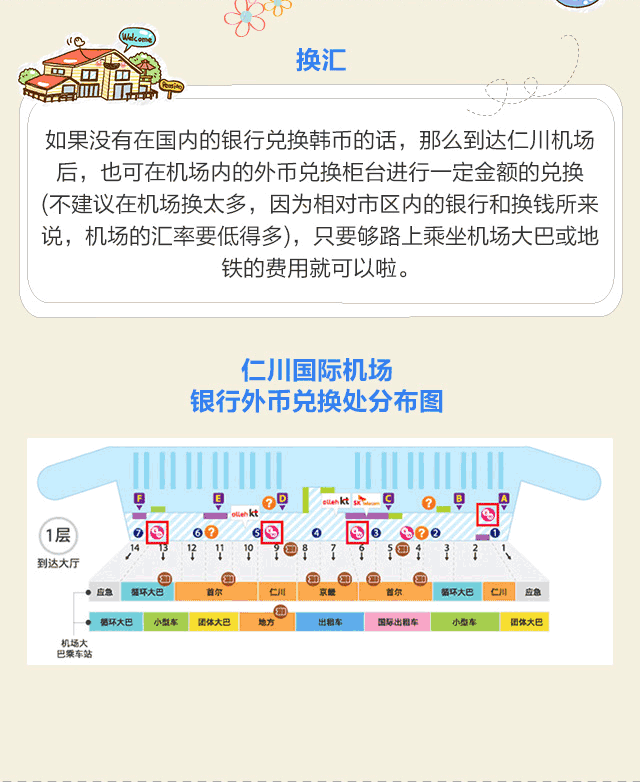 Welcome
换汇
Pension
如果没有在国内的银行兑换韩币的话，那么到达仁川机场
后，也可在机场内的外币兑换柜台进行一定金额的兑换
(不建议在机场换太多，因为相对市区内的银行和换钱所来
说，机场的汇率要低得多)，只要够路上乘坐机场大巴或地
铁的费用就可以啦。
仁川国际机场
银行外币兑换处分布图
F E ? D olleh kt SK telecom C ? B A
olleh kt
1层
到达大厅
7 6 ? 5 4 3 ? 2 1
14 13 12 11 10 9 8 7 6 5 4 3 2 1
应急 循环大巴 首尔 仁川 京畿 首尔 循环大巴 仁川 应急
循环大巴 小型车 团体大巴 地方 出租车 国际出租车 小型车 团体大巴
机场大
巴乘车站